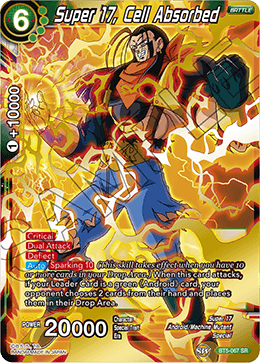 Super 17, Cell Absorbed
BATTLE
6
1 +10000
Critical
Dual Attack
Deflect
Auto Sparking 10 (This skill takes effect when you have 10
or more cards in your Drop Area.) When this card attacks,
if your Leader Card is a green ‹Android› card, your
opponent chooses 2 cards from their hand and places
them in their Drop Area.
POWER 20000
Character Super 17
Special Trait Android/Machine Mutant
Era Special
MADE IN JAPAN
BT5-067 SR